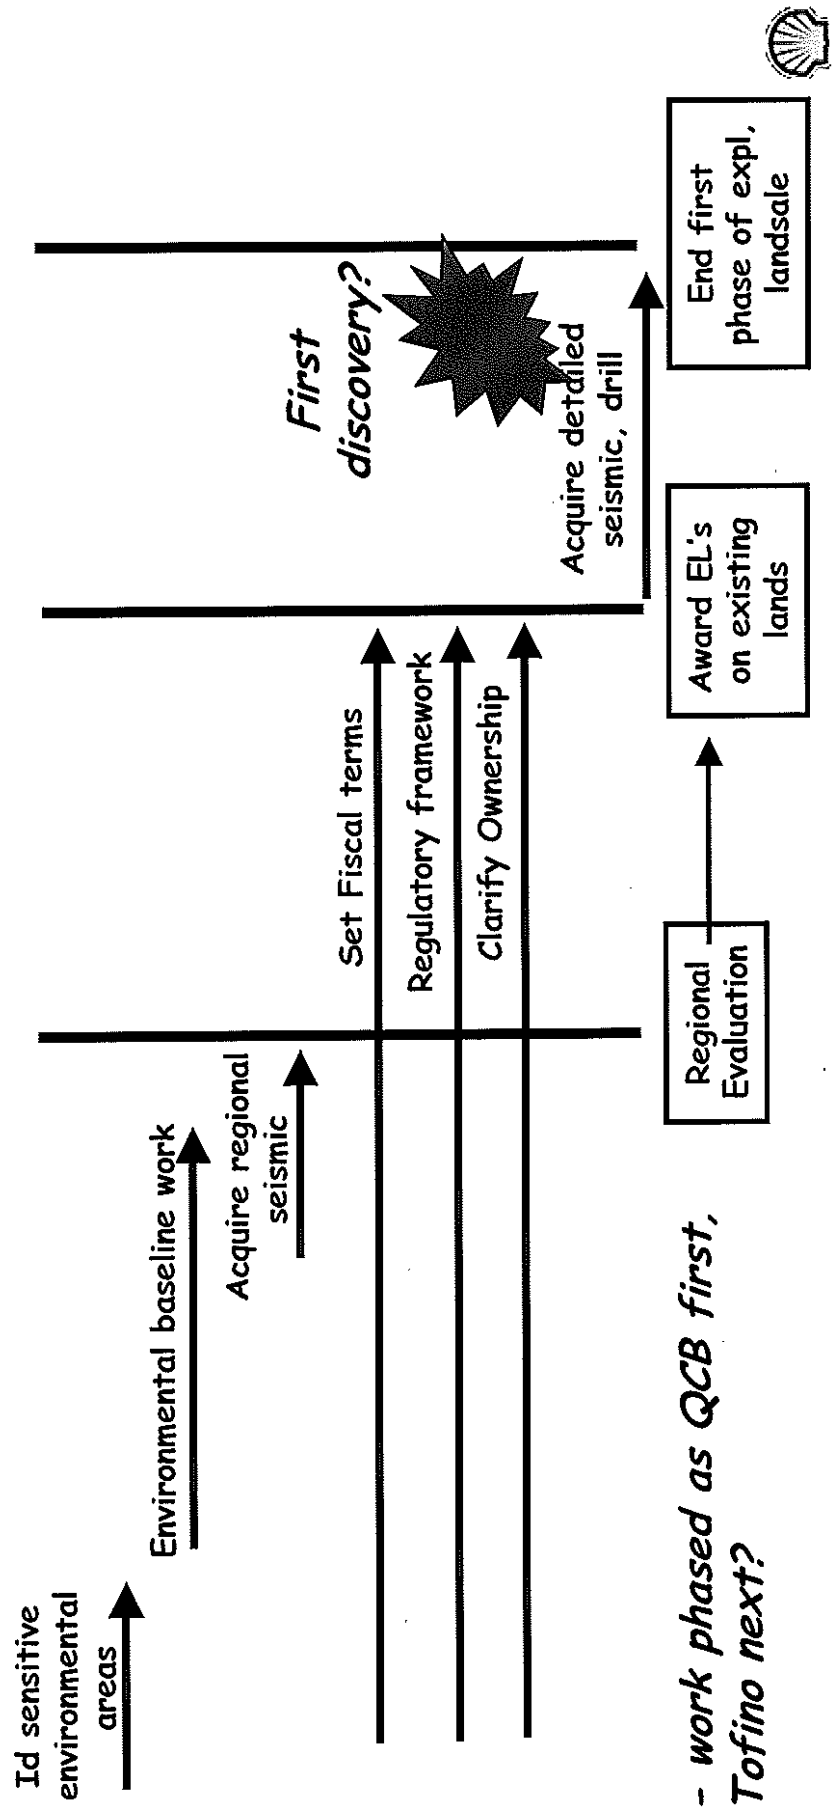 Id sensitive
environmental
areas
Environmental baseline work
Acquire regional
seismic
Set Fiscal terms
Regulatory framework
Clarify Ownership
First
discovery?
Acquire detailed
seismic, drill
Regional
Evaluation
Award EL's
on existing
lands
End first
phase of expl,
landsale
- work phased as QCB first,
Tofino next?